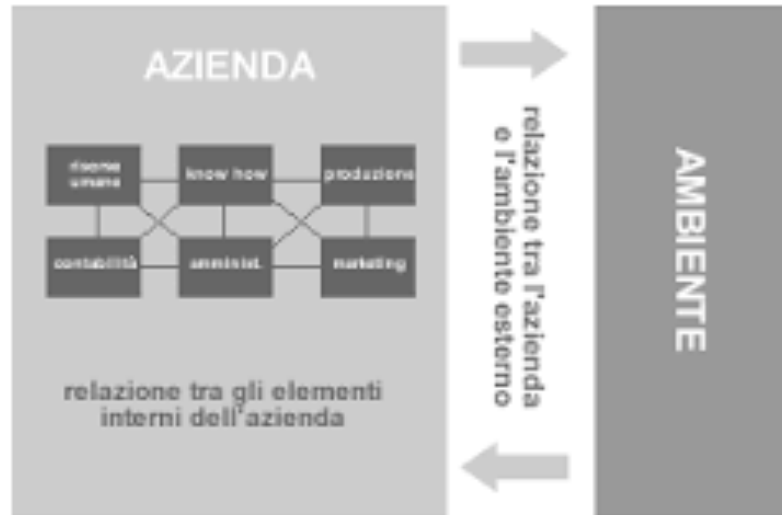 AZIENDA
risorse
umane
know how
produzione
contabilità
amminist.
marketing
relazione tra gli elementi
interni dell'azienda
relazione tra l'azienda
e l'ambiente esterno
AMBIENTE